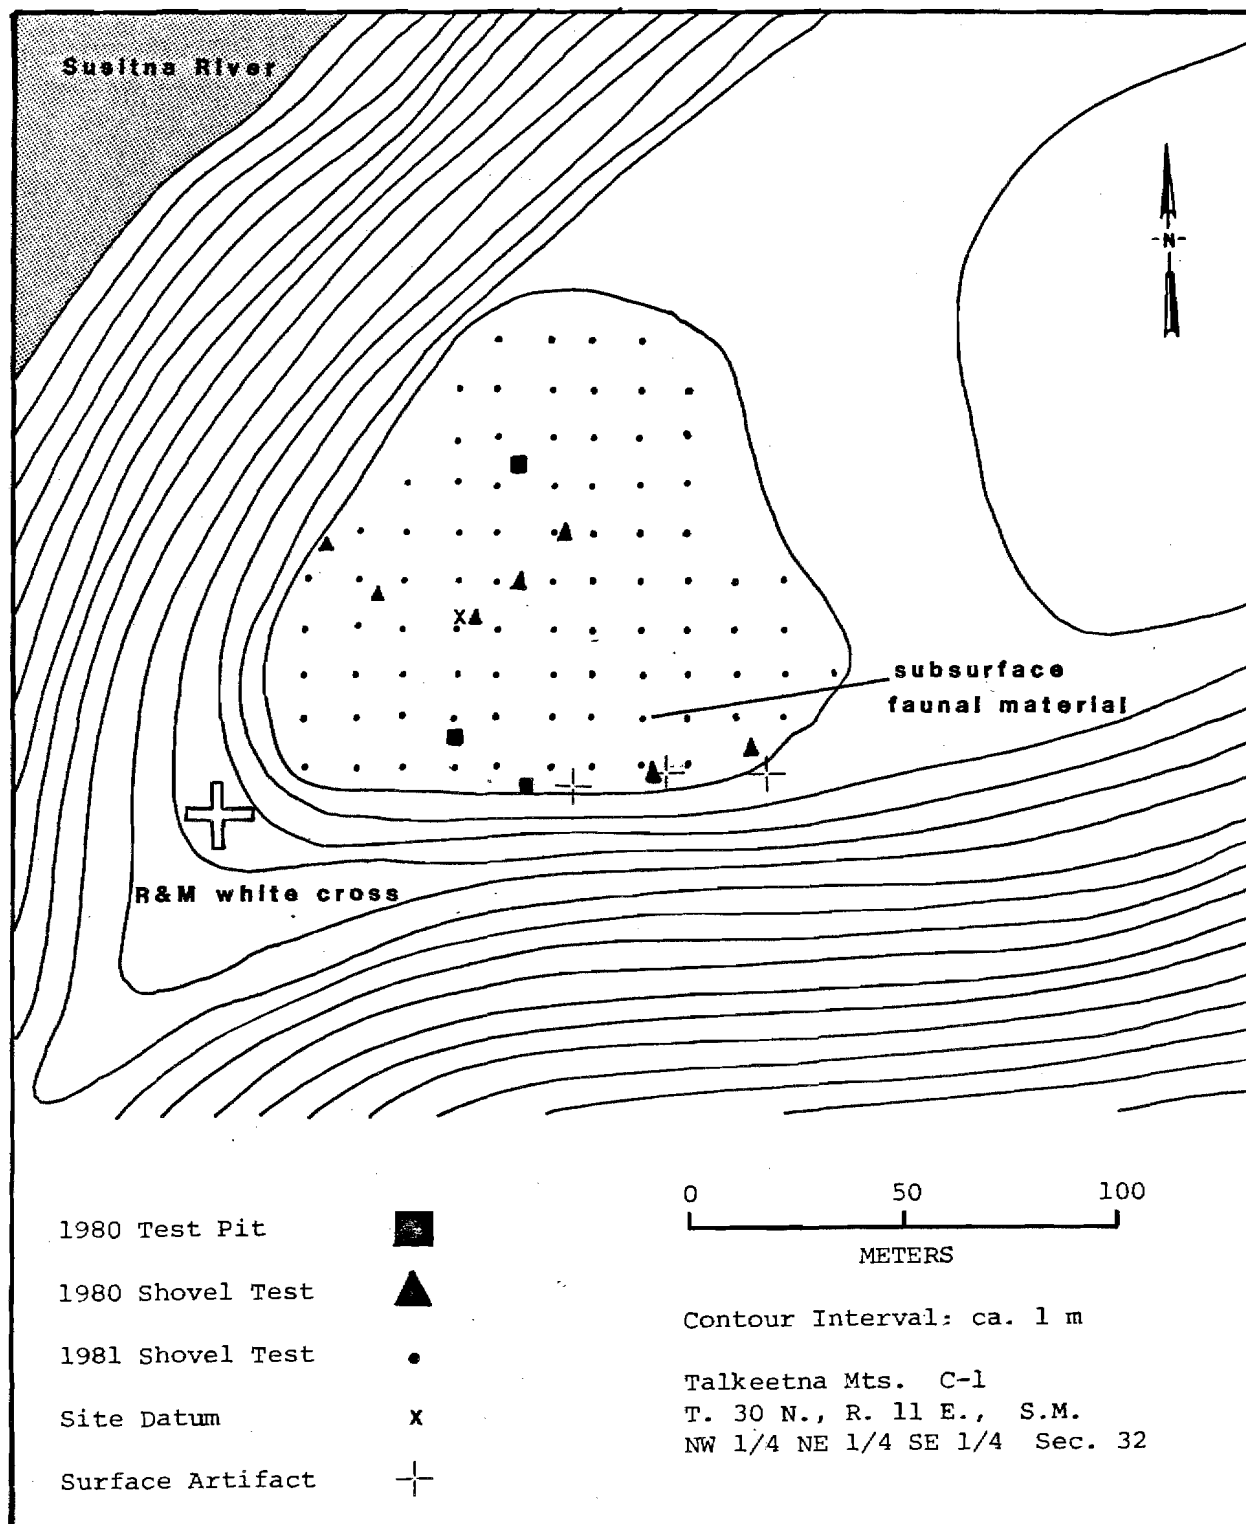 Susitna River
-N-
X
subsurface
faunal material
R&M white cross
0 50 100
METERS
1980 Test Pit
1980 Shovel Test
1981 Shovel Test
Site Datum x
Surface Artifact
Contour Interval: ca. 1 m
Talkeetna Mts. C-1
T. 30 N., R. 11 E., S.M.
NW 1/4 NE 1/4 SE 1/4 Sec. 32